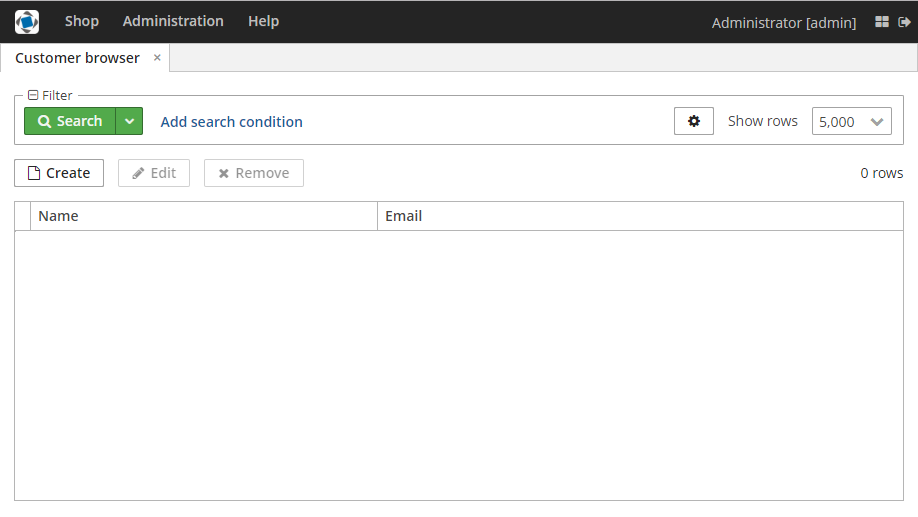 Shop Administration Help Administrator [admin]
Customer browser ×
Filter
Search Add search condition Show rows 5,000
Create Edit Remove 0 rows
Name Email